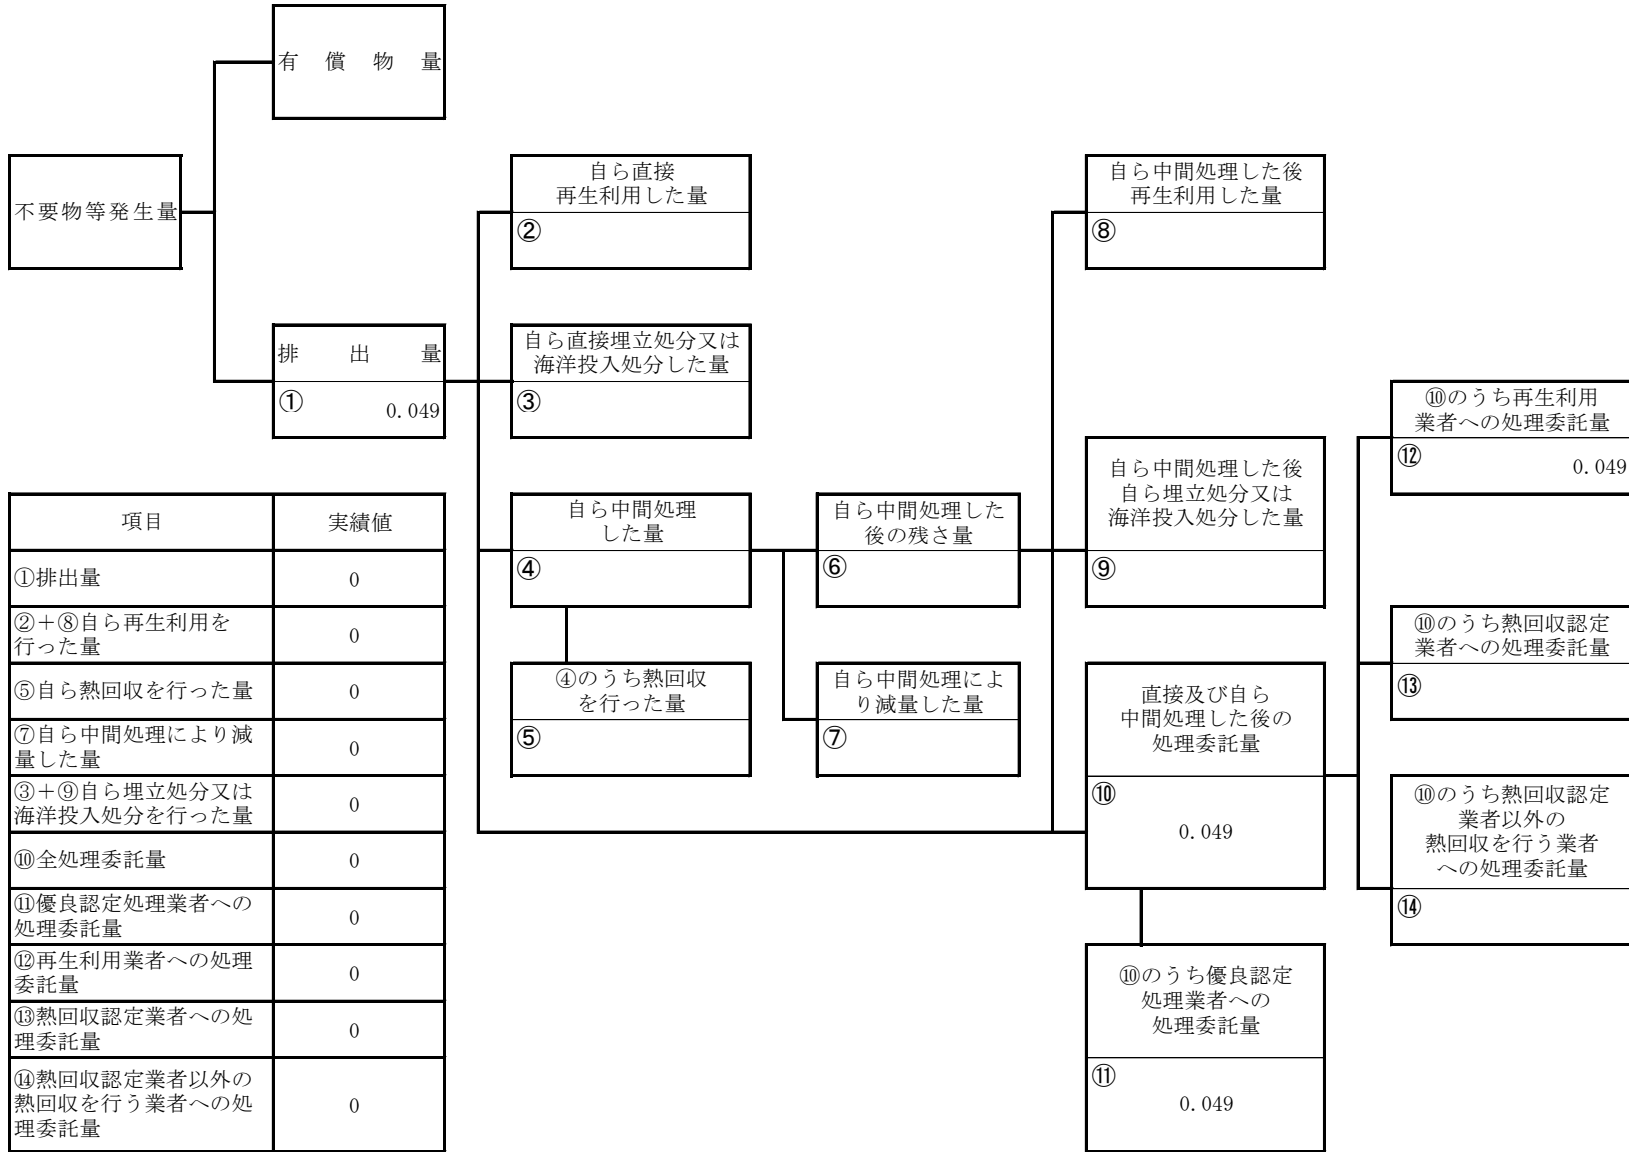 有償物量
不要物等発生量
排出量
①
0.049
自ら直接
再生利用した量
②
自ら直接埋立処分又は
海洋投入処分した量
③
自ら中間処理
した量
④
④のうち熱回収
を行った量
⑤
自ら中間処理した
後の残さ量
⑥
自ら中間処理によ
り減量した量
⑦
自ら中間処理した後
再生利用した量
⑧
自ら中間処理した後
自ら埋立処分又は
海洋投入処分した量
⑨
直接及び自ら
中間処理した後の
処理委託量
⑩
0.049
⑩のうち優良認定
処理業者への
処理委託量
⑪
0.049
⑩のうち再生利用
業者への処理委託量
⑫
0.049
⑩のうち熱回収認定
業者への処理委託量
⑬
⑩のうち熱回収認定
業者以外の
熱回収を行う業者
への処理委託量
⑭
項目 実績値
①排出量 0
②＋⑧自ら再生利用を
行った量 0
⑤自ら熱回収を行った量 0
⑦自ら中間処理により減
量した量 0
③＋⑨自ら埋立処分又は
海洋投入処分を行った量 0
⑩全処理委託量 0
⑪優良認定処理業者への
処理委託量 0
⑫再生利用業者への処理
委託量 0
⑬熱回収認定業者への処
理委託量 0
⑭熱回収認定業者以外の
熱回収を行う業者への処
理委託量 0